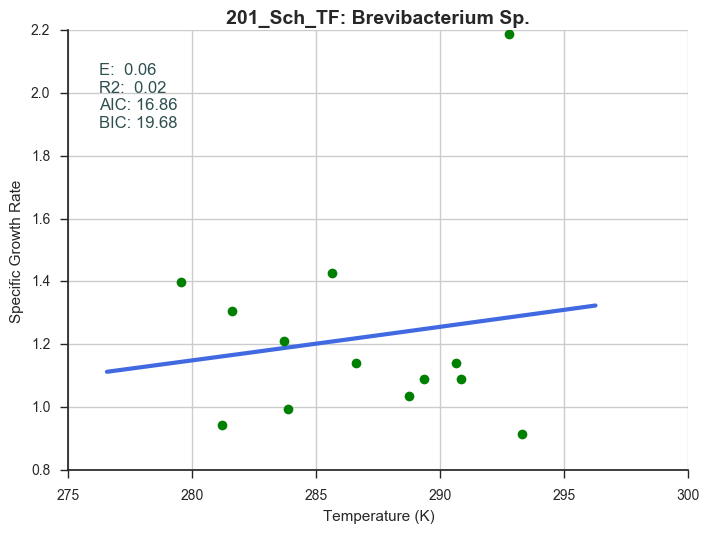 201_Sch_TF: Brevibacterium Sp.
E:  0.06
R2:  0.02
AIC: 16.86
BIC: 19.68
Specific Growth Rate
2.2
2.0
1.8
1.6
1.4
1.2
1.0
0.8
275 280 285 290 295 300
Temperature (K)